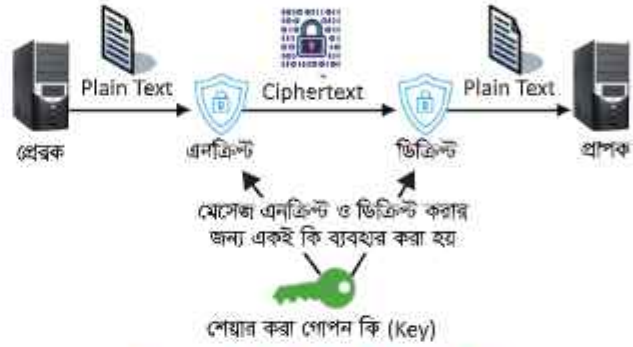 Plain Text
Ciphertext
Plain Text
প্রেরক
এনক্রিপ্ট
ডিক্রিপ্ট
প্রাপক
মেসেজ এনক্রিপ্ট ও ডিক্রিপ্ট করার
জন্য একই কি ব্যবহার করা হয়
শেয়ার করা গোপন কি (Key)